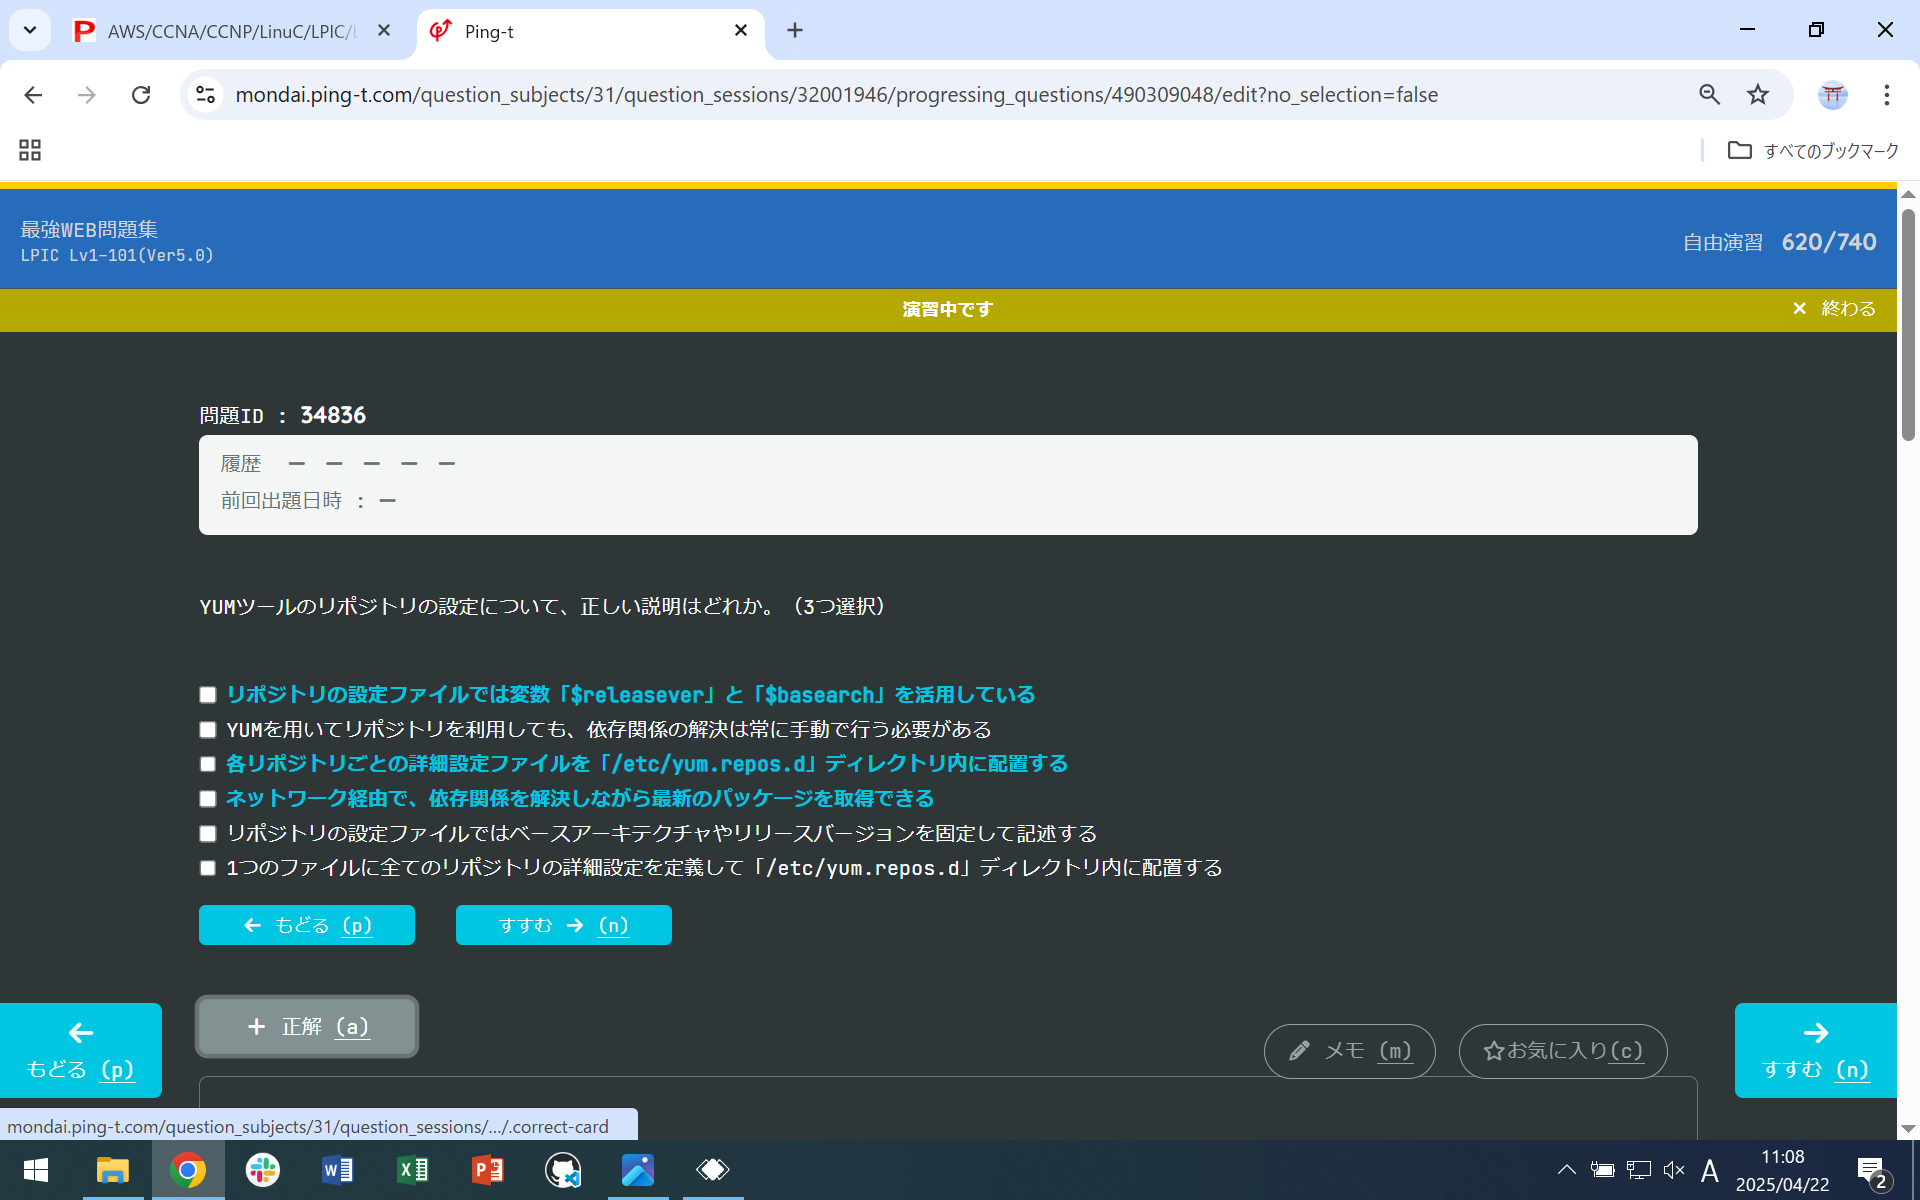 AWS/CCNA/CCNP/LinuC/LPIC/
Ping-t
mondai.ping-t.com/question_subjects/31/question_sessions/32001946/progressing_questions/490309048/edit?no_selection=false
すべてのブックマーク
最強WEB問題集
LPIC Lv1-101(Ver5.0)
自由演習 620/740
演習中です
× 終わる
問題ID : 34836
履歴 ー ー ー ー ー
前回出題日時 : ー
YUMツールのリポジトリの設定について、正しい説明はどれか。（3つ選択）
リポジトリの設定ファイルでは変数「$releasever」と「$basearch」を活用している
YUMを用いてリポジトリを利用しても、依存関係の解決は常に手動で行う必要がある
各リポジトリごとの詳細設定ファイルを「/etc/yum.repos.d」ディレクトリ内に配置する
ネットワーク経由で、依存関係を解決しながら最新のパッケージを取得できる
リポジトリの設定ファイルではベースアーキテクチャやリリースバージョンを固定して記述する
1つのファイルに全てのリポジトリの詳細設定を定義して「/etc/yum.repos.d」ディレクトリ内に配置する
← もどる (p)
すすむ → (n)
+ 正解 (a)
メモ (m)
お気に入り(c)
← もどる (p)
→ すすむ (n)
mondai.ping-t.com/question_subjects/31/question_sessions/.../.correct-card
A
11:08
2025/04/22
2